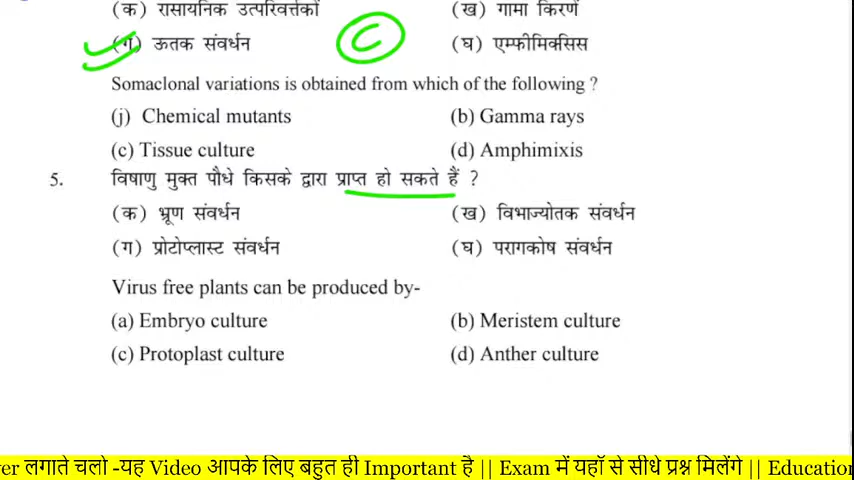 (क) रासायनिक उत्परिवर्त्तकों (ख) गामा किरणें
(ग) ऊतक संवर्धन C (घ) एम्फीमिक्सिस
Somaclonal variations is obtained from which of the following ?
(j) Chemical mutants (b) Gamma rays
(c) Tissue culture (d) Amphimixis
5. विषाणु मुक्त पौधे किसके द्वारा प्राप्त हो सकते हैं ?
(क) भ्रूण संवर्धन (ख) विभाज्योतक संवर्धन
(ग) प्रोटोप्लास्ट संवर्धन (घ) परागकोष संवर्धन
Virus free plants can be produced by-
(a) Embryo culture (b) Meristem culture
(c) Protoplast culture (d) Anther culture
लगाते चलो -यह Video आपके लिए बहुत ही Important है || Exam में यहाँ से सीधे प्रश्न मिलेंगे || Education